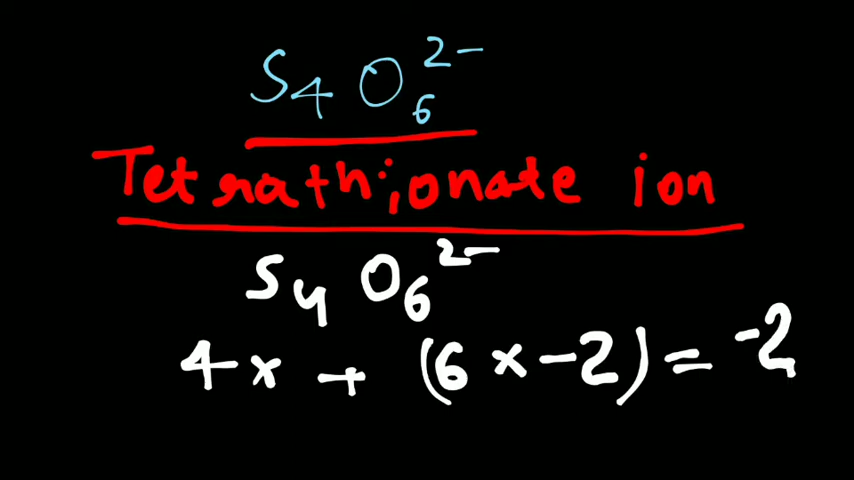 S₄O₆²⁻
Tetrathionate ion
S₄O₆²⁻
4x + (6 x -2) = -2